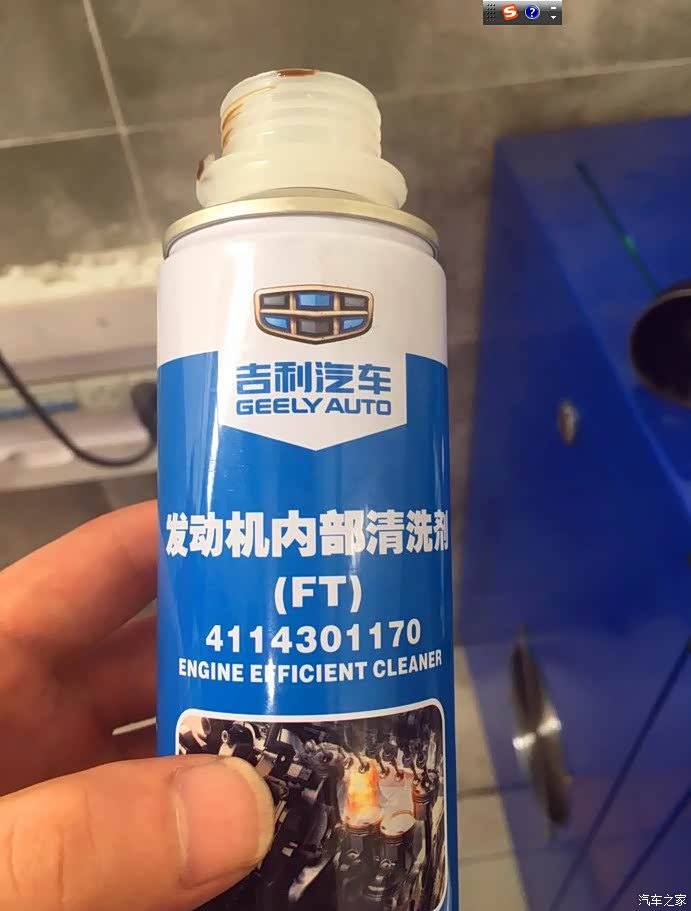 吉利汽车
GEELY AUTO
发动机内部清洗剂
(FT)
4114301170
ENGINE EFFICIENT CLEANER
汽车之家